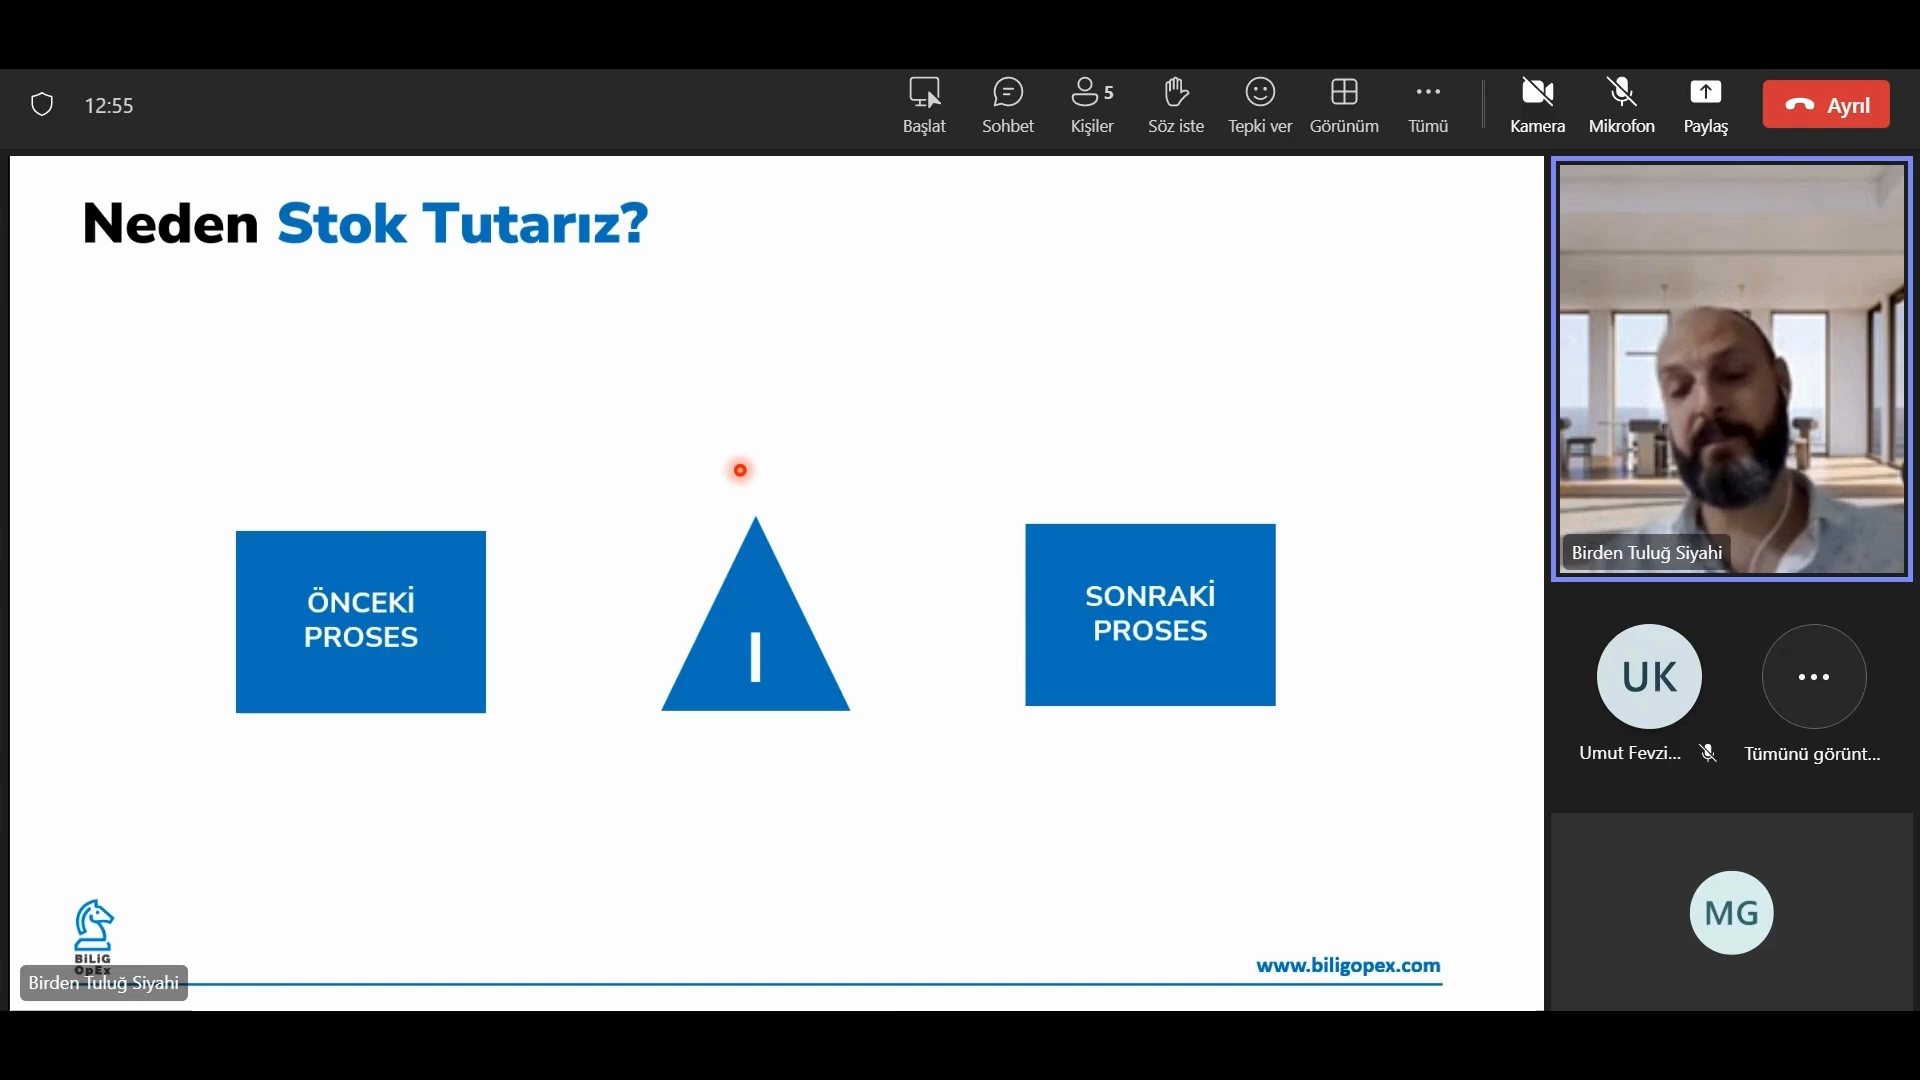 12:55
Başlat
Sohbet
5
Kişiler
Söz iste
Tepki ver
Görünüm
Tümü
Kamera
Mikrofon
Paylaş
Ayrıl
Neden Stok Tutarız?
ÖNCEKİ
PROSES
I
SONRAKİ
PROSES
BiLiG
OpEx
www.biligopex.com
Birden Tuluğ Siyahi
Birden Tuluğ Siyahi
UK
Umut Fevzi...
Tümünü görünt...
MG